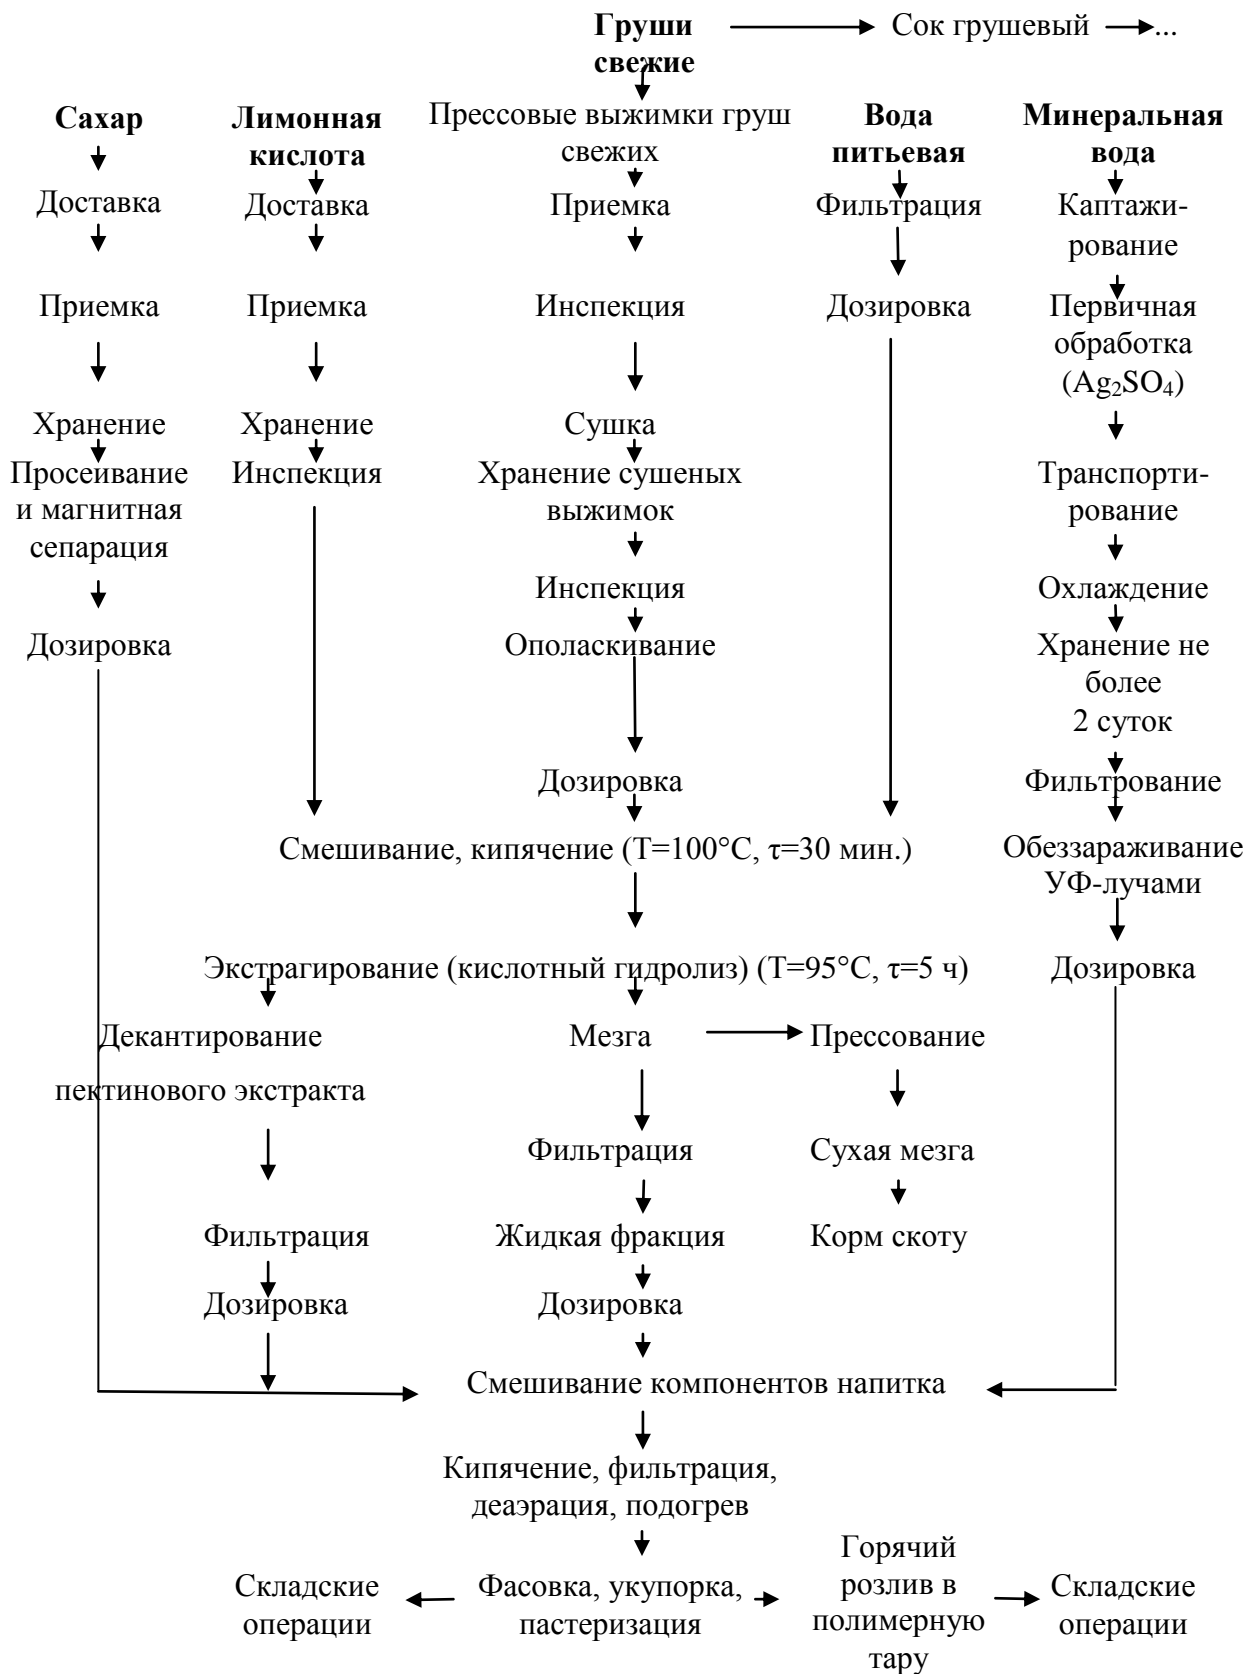 Груши
свежие
Сок грушевый
...
Сахар
Лимонная
кислота
Прессовые выжимки груш
свежих
Вода
питьевая
Минеральная
вода
Доставка
Доставка
Приемка
Фильтрация
Каптажи-
рование
Приемка
Приемка
Инспекция
Дозировка
Первичная
обработка
(Ag₂SO₄)
Хранение
Хранение
Сушка
Просеивание
и магнитная
сепарация
Инспекция
Хранение сушеных
выжимок
Транспорти-
рование
Инспекция
Охлаждение
Дозировка
Ополаскивание
Хранение не
более
2 суток
Дозировка
Фильтрование
Смешивание, кипячение (Т=100°С, τ=30 мин.)
Обеззараживание
УФ-лучами
Экстрагирование (кислотный гидролиз) (Т=95°С, τ=5 ч)
Дозировка
Декантирование
пектинового экстракта
Мезга
Прессование
Фильтрация
Сухая мезга
Фильтрация
Жидкая фракция
Корм скоту
Дозировка
Дозировка
Смешивание компонентов напитка
Кипячение, фильтрация,
деаэрация, подогрев
Складские
операции
Фасовка, укупорка,
пастеризация
Горячий
розлив в
полимерную
тару
Складские
операции